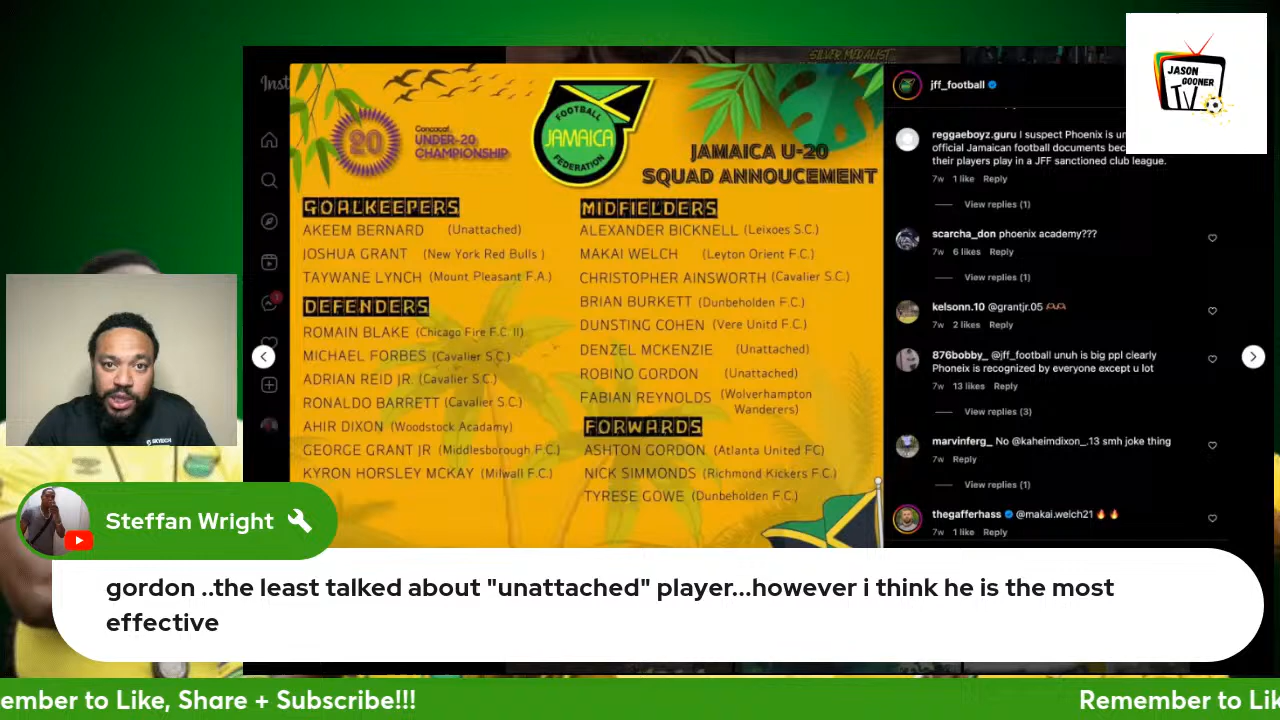 SILVER MEDALIST
Inst
20
Concacaf
UNDER-20
CHAMPIONSHIP
FOOTBALL
JAMAICA
FEDERATION
JAMAICA U-20
SQUAD ANNOUCEMENT
GOALKEEPERS
AKEEM BERNARD (Unattached)
JOSHUA GRANT (New York Red Bulls )
TAYWANE LYNCH (Mount Pleasant F.A.)
DEFENDERS
ROMAIN BLAKE (Chicago Fire F.C. II)
MICHAEL FORBES (Cavalier S.C.)
ADRIAN REID JR. (Cavalier S.C.)
RONALDO BARRETT (Cavalier S.C.)
AHIR DIXON (Woodstock Acadamy)
GEORGE GRANT JR (Middlesborough F.C.)
KYRON HORSLEY MCKAY (Milwall F.C.)
MIDFIELDERS
ALEXANDER BICKNELL (Leixoes S.C.)
MAKAI WELCH (Leyton Orient F.C.)
CHRISTOPHER AINSWORTH (Cavalier S.C.)
BRIAN BURKETT (Dunbeholden F.C.)
DUNSTING COHEN (Vere Unitd F.C.)
DENZEL MCKENZIE (Unattached)
ROBINO GORDON (Unattached)
FABIAN REYNOLDS (Wolverhampton
Wanderers)
FORWARDS
ASHTON GORDON (Atlanta United FC)
NICK SIMMONDS (Richmond Kickers F.C.)
TYRESE GOWE (Dunbeholden F.C.)
jff_football
reggaeboyz.guru I suspect Phoenix is un
official Jamaican football documents bec
their players play in a JFF sanctioned club league.
7w 1 like Reply
View replies (1)
scarcha_don phoenix academy???
7w 6 likes Reply
View replies (1)
kelsonn.10 @grantjr.05
7w 2 likes Reply
876bobby_ @jff_football unuh is big ppl clearly
Phoneix is recognized by everyone except u lot
7w 13 likes Reply
View replies (3)
marvinferg_ No @kaheimdixon_.13 smh joke thing
7w Reply
View replies (1)
thegafferhass @makai.welch21 🔥 🔥
7w 1 like Reply
JASON
GOONER
TV
Steffan Wright
gordon ..the least talked about "unattached" player...however i think he is the most
effective
ember to Like, Share + Subscribe!!! Remember to Lik